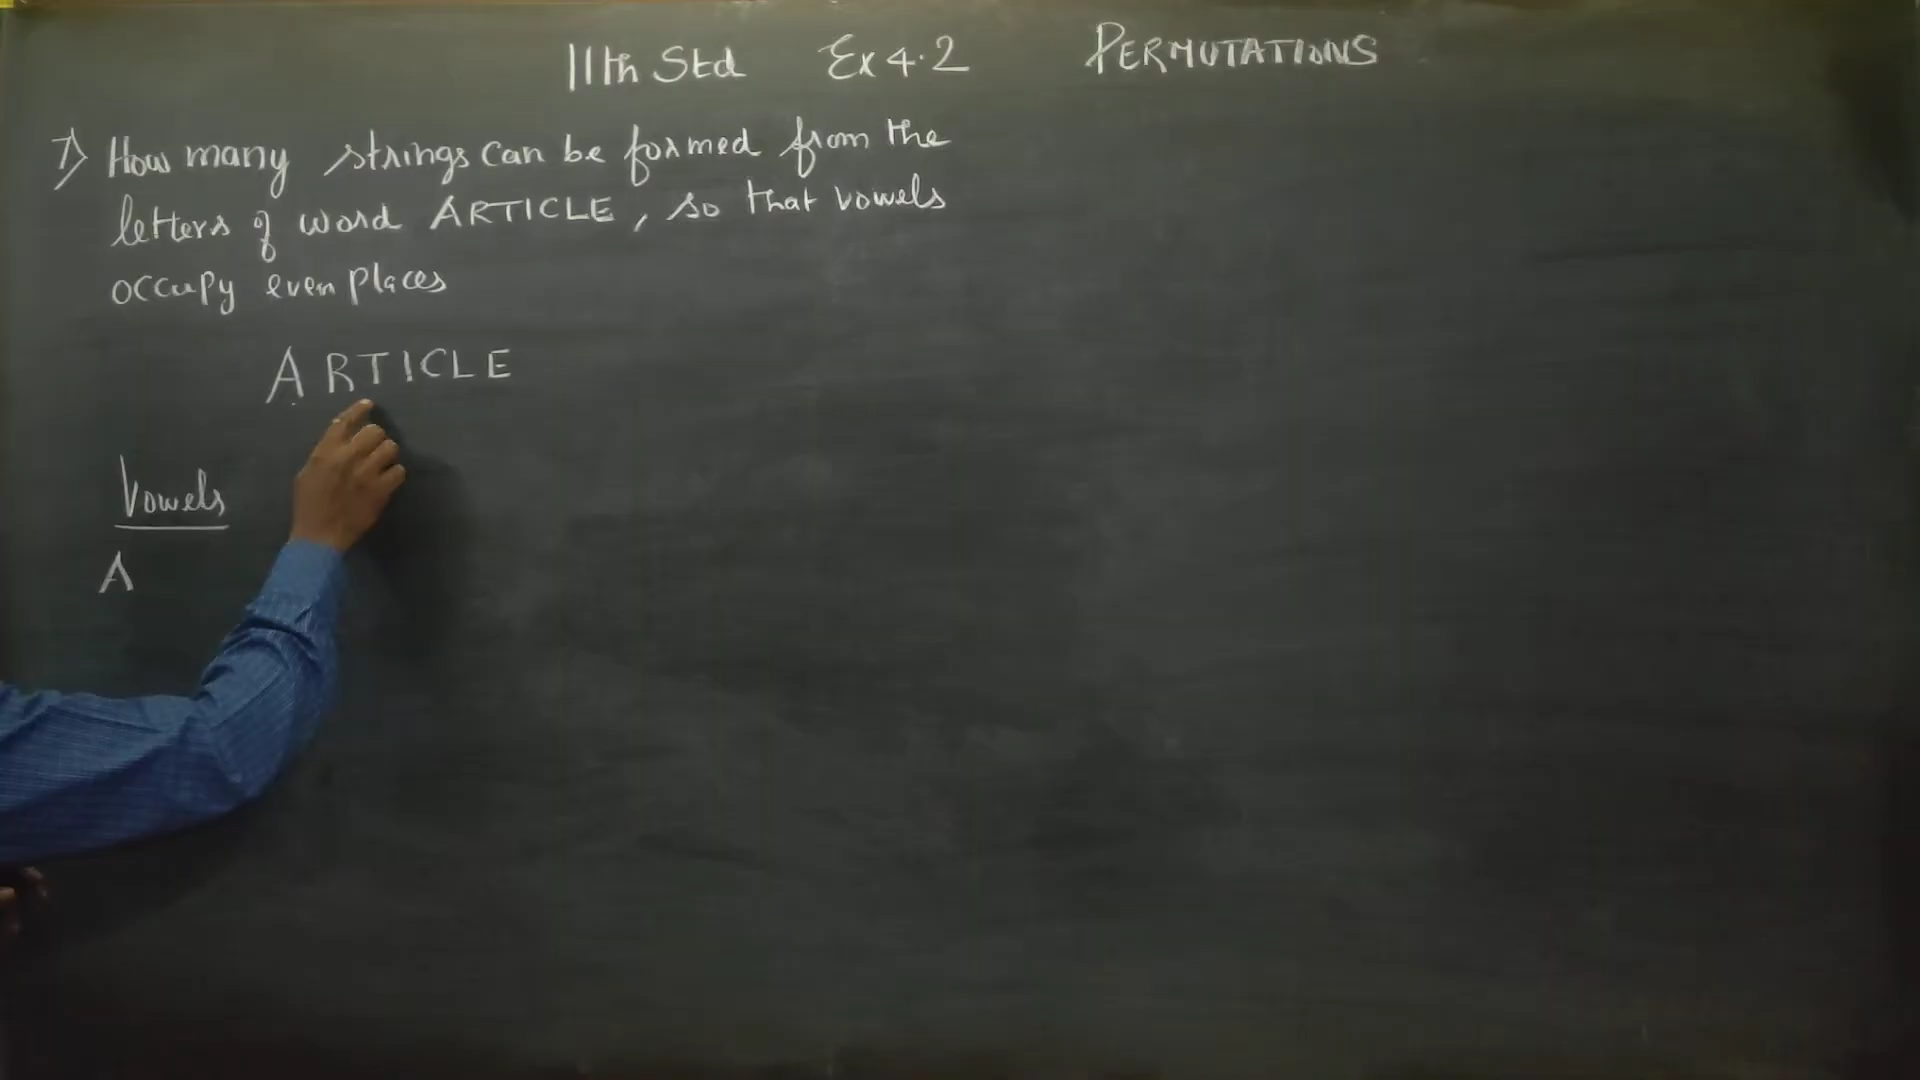 11th Std Ex 4.2 PERMUTATIONS
7) How many strings can be formed from the
letters of word ARTICLE, so that vowels
occupy even places
ARTICLE
Vowels
A